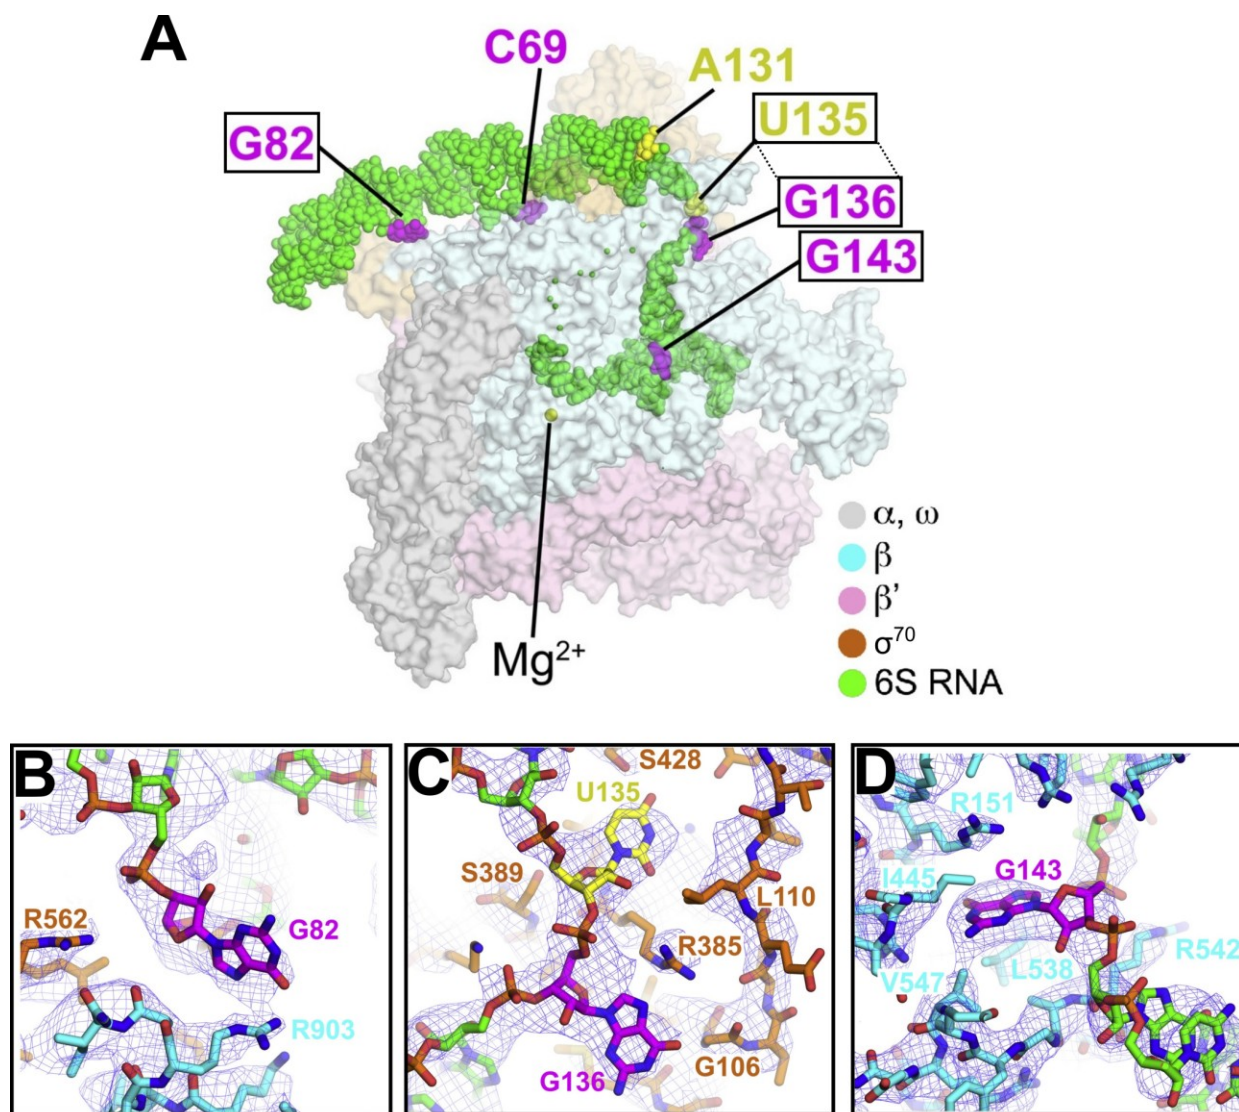 A
C69
A131
G82
U135
G136
G143
Mg²⁺
α, ω
β
β’
σ⁷⁰
6S RNA
B
R562
G82
R903
C
S428
U135
S389
L110
R385
G136
G106
D
R151
G143
I445
V547
L538
R542